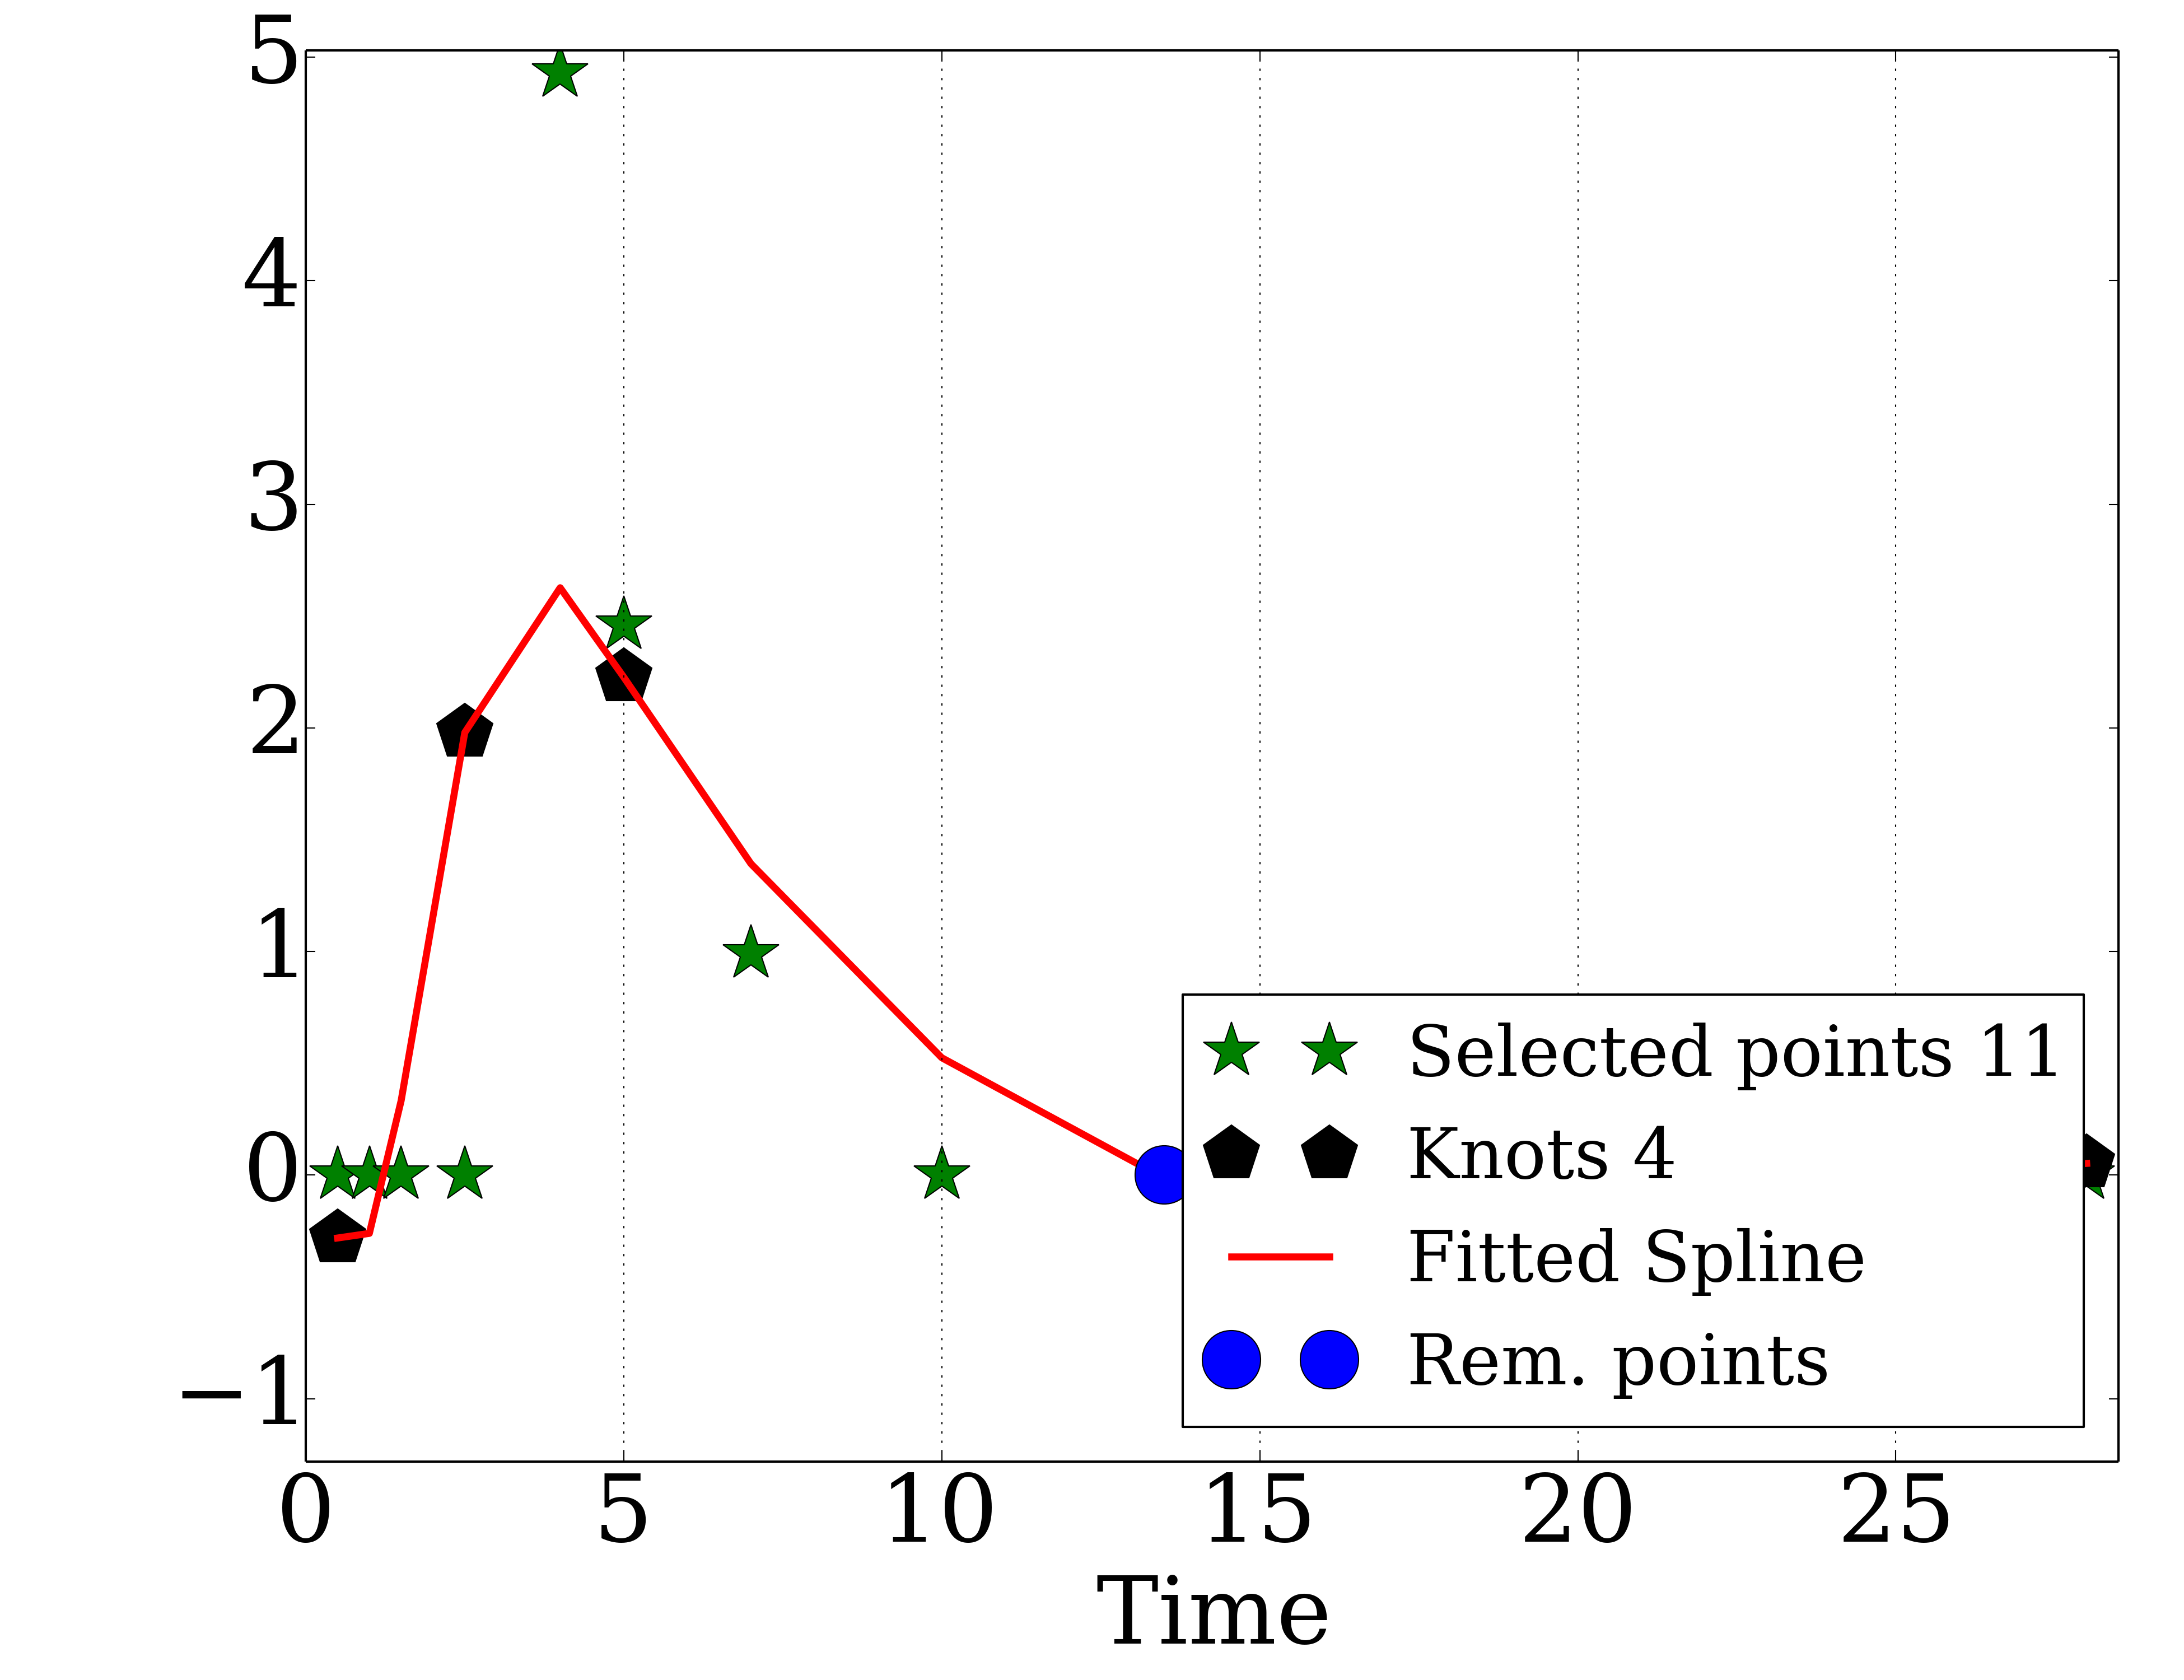 5
4
3
2
1
0
−1
Selected points 11
Knots 4
Fitted Spline
Rem. points
0 5 10 15 20 25
Time